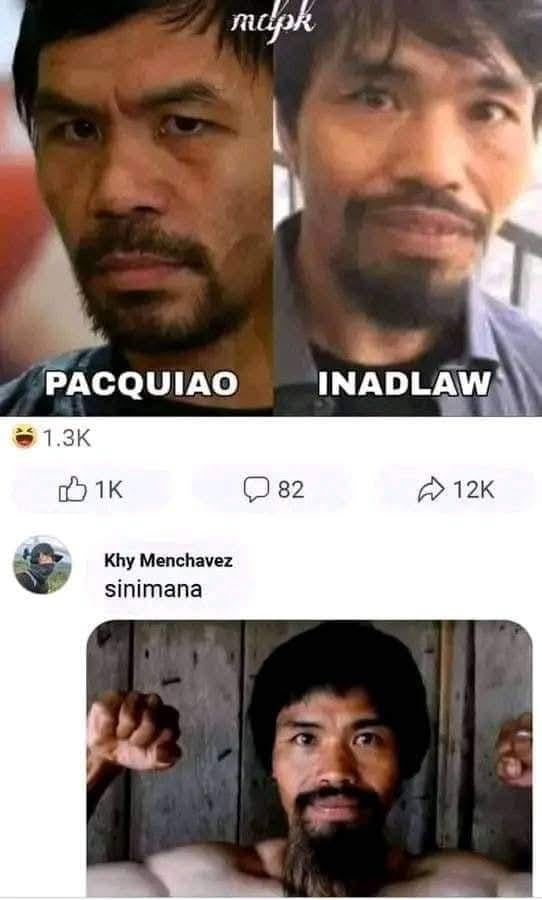 mdpk
PACQUIAO
INADLAW
1.3K
1K
82
12K
Khy Menchavez
sinimana